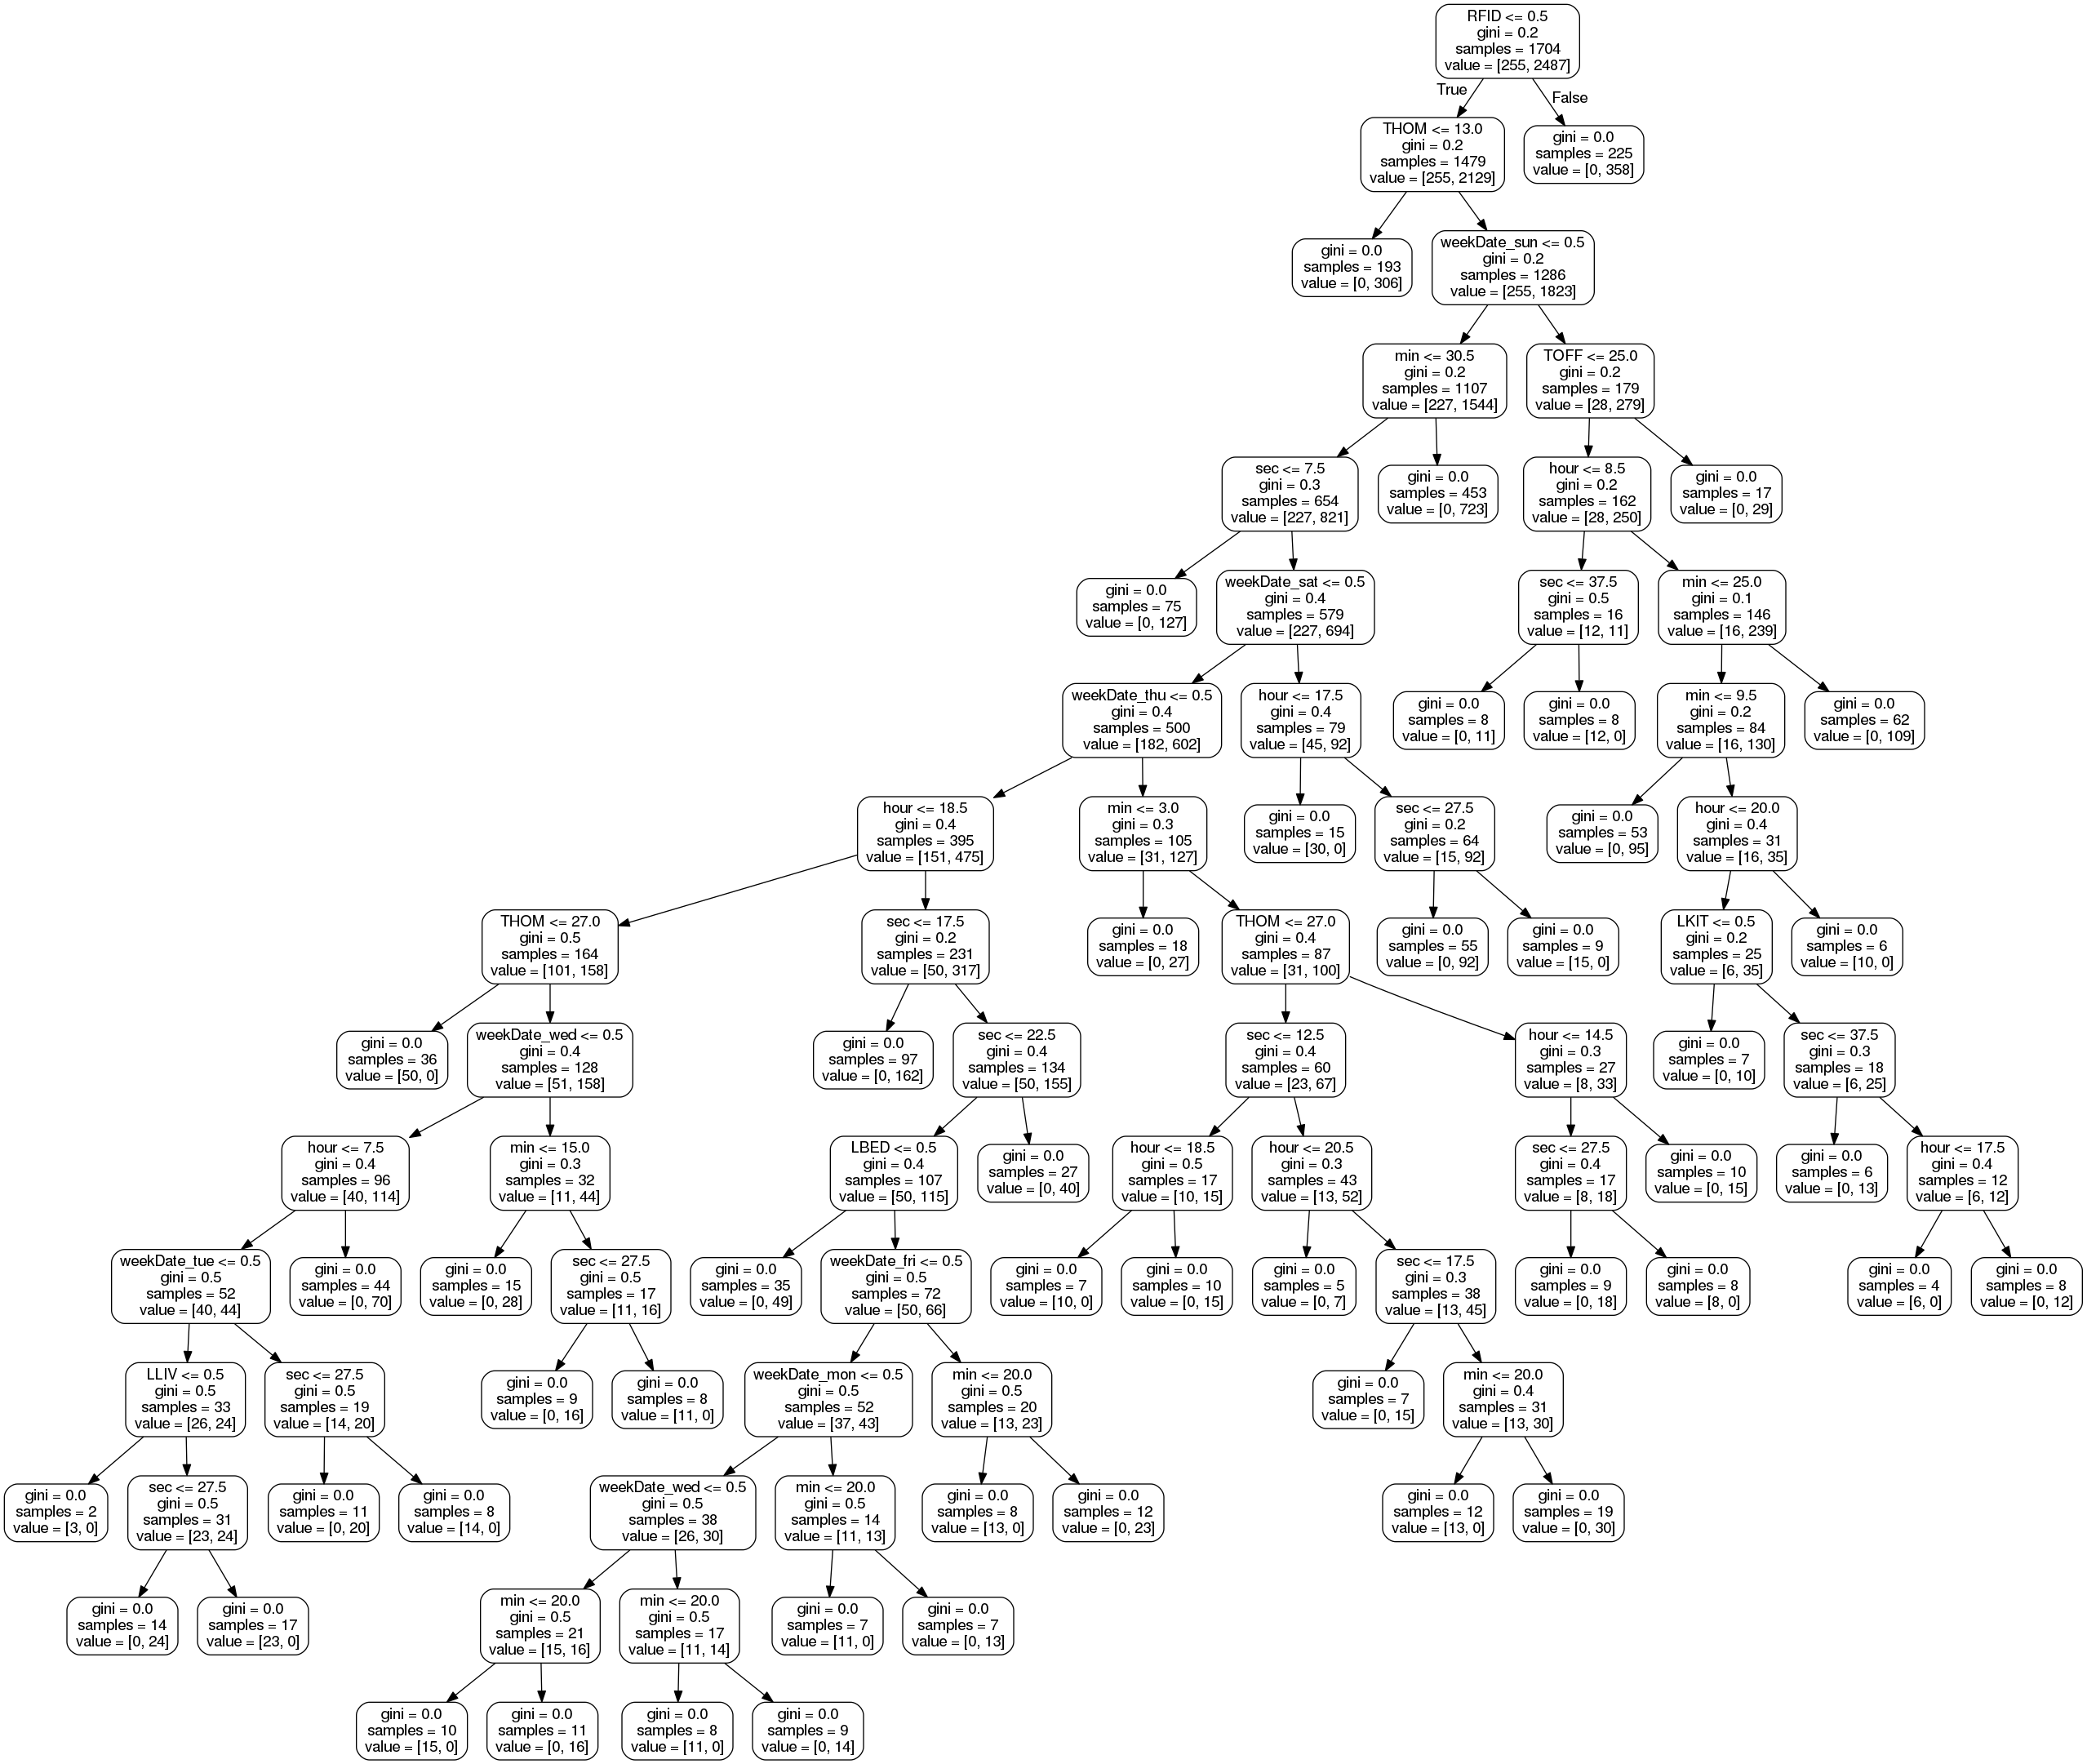 RFID <= 0.5
gini = 0.2
samples = 1704
value = [255, 2487]
True
False
THOM <= 13.0
gini = 0.2
samples = 1479
value = [255, 2129]
gini = 0.0
samples = 225
value = [0, 358]
gini = 0.0
samples = 193
value = [0, 306]
weekDate_sun <= 0.5
gini = 0.2
samples = 1286
value = [255, 1823]
min <= 30.5
gini = 0.2
samples = 1107
value = [227, 1544]
TOFF <= 25.0
gini = 0.2
samples = 179
value = [28, 279]
sec <= 7.5
gini = 0.3
samples = 654
value = [227, 821]
gini = 0.0
samples = 453
value = [0, 723]
hour <= 8.5
gini = 0.2
samples = 162
value = [28, 250]
gini = 0.0
samples = 17
value = [0, 29]
gini = 0.0
samples = 75
value = [0, 127]
weekDate_sat <= 0.5
gini = 0.4
samples = 579
value = [227, 694]
sec <= 37.5
gini = 0.5
samples = 16
value = [12, 11]
min <= 25.0
gini = 0.1
samples = 146
value = [16, 239]
weekDate_thu <= 0.5
gini = 0.4
samples = 500
value = [182, 602]
hour <= 17.5
gini = 0.4
samples = 79
value = [45, 92]
gini = 0.0
samples = 8
value = [0, 11]
gini = 0.0
samples = 8
value = [12, 0]
min <= 9.5
gini = 0.2
samples = 84
value = [16, 130]
gini = 0.0
samples = 62
value = [0, 109]
hour <= 18.5
gini = 0.4
samples = 395
value = [151, 475]
min <= 3.0
gini = 0.3
samples = 105
value = [31, 127]
gini = 0.0
samples = 15
value = [30, 0]
sec <= 27.5
gini = 0.2
samples = 64
value = [15, 92]
gini = 0.0
samples = 53
value = [0, 95]
hour <= 20.0
gini = 0.4
samples = 31
value = [16, 35]
THOM <= 27.0
gini = 0.5
samples = 164
value = [101, 158]
sec <= 17.5
gini = 0.2
samples = 231
value = [50, 317]
gini = 0.0
samples = 18
value = [0, 27]
THOM <= 27.0
gini = 0.4
samples = 87
value = [31, 100]
gini = 0.0
samples = 55
value = [0, 92]
gini = 0.0
samples = 9
value = [15, 0]
LKIT <= 0.5
gini = 0.2
samples = 25
value = [6, 35]
gini = 0.0
samples = 6
value = [10, 0]
gini = 0.0
samples = 36
value = [50, 0]
weekDate_wed <= 0.5
gini = 0.4
samples = 128
value = [51, 158]
gini = 0.0
samples = 97
value = [0, 162]
sec <= 22.5
gini = 0.4
samples = 134
value = [50, 155]
sec <= 12.5
gini = 0.4
samples = 60
value = [23, 67]
hour <= 14.5
gini = 0.3
samples = 27
value = [8, 33]
gini = 0.0
samples = 7
value = [0, 10]
sec <= 37.5
gini = 0.3
samples = 18
value = [6, 25]
hour <= 7.5
gini = 0.4
samples = 96
value = [40, 114]
min <= 15.0
gini = 0.3
samples = 32
value = [11, 44]
LBED <= 0.5
gini = 0.4
samples = 107
value = [50, 115]
gini = 0.0
samples = 27
value = [0, 40]
hour <= 18.5
gini = 0.5
samples = 17
value = [10, 15]
hour <= 20.5
gini = 0.3
samples = 43
value = [13, 52]
sec <= 27.5
gini = 0.4
samples = 17
value = [8, 18]
gini = 0.0
samples = 10
value = [0, 15]
gini = 0.0
samples = 6
value = [0, 13]
hour <= 17.5
gini = 0.4
samples = 12
value = [6, 12]
weekDate_tue <= 0.5
gini = 0.5
samples = 52
value = [40, 44]
gini = 0.0
samples = 44
value = [0, 70]
gini = 0.0
samples = 15
value = [0, 28]
sec <= 27.5
gini = 0.5
samples = 17
value = [11, 16]
gini = 0.0
samples = 35
value = [0, 49]
weekDate_fri <= 0.5
gini = 0.5
samples = 72
value = [50, 66]
gini = 0.0
samples = 7
value = [10, 0]
gini = 0.0
samples = 10
value = [0, 15]
gini = 0.0
samples = 5
value = [0, 7]
sec <= 17.5
gini = 0.3
samples = 38
value = [13, 45]
gini = 0.0
samples = 9
value = [0, 18]
gini = 0.0
samples = 8
value = [8, 0]
gini = 0.0
samples = 4
value = [6, 0]
gini = 0.0
samples = 8
value = [0, 12]
LLIV <= 0.5
gini = 0.5
samples = 33
value = [26, 24]
sec <= 27.5
gini = 0.5
samples = 19
value = [14, 20]
gini = 0.0
samples = 9
value = [0, 16]
gini = 0.0
samples = 8
value = [11, 0]
weekDate_mon <= 0.5
gini = 0.5
samples = 52
value = [37, 43]
min <= 20.0
gini = 0.5
samples = 20
value = [13, 23]
gini = 0.0
samples = 7
value = [0, 15]
min <= 20.0
gini = 0.4
samples = 31
value = [13, 30]
gini = 0.0
samples = 2
value = [3, 0]
sec <= 27.5
gini = 0.5
samples = 31
value = [23, 24]
gini = 0.0
samples = 11
value = [0, 20]
gini = 0.0
samples = 8
value = [14, 0]
weekDate_wed <= 0.5
gini = 0.5
samples = 38
value = [26, 30]
min <= 20.0
gini = 0.5
samples = 14
value = [11, 13]
gini = 0.0
samples = 8
value = [13, 0]
gini = 0.0
samples = 12
value = [0, 23]
gini = 0.0
samples = 12
value = [13, 0]
gini = 0.0
samples = 19
value = [0, 30]
gini = 0.0
samples = 14
value = [0, 24]
gini = 0.0
samples = 17
value = [23, 0]
min <= 20.0
gini = 0.5
samples = 21
value = [15, 16]
min <= 20.0
gini = 0.5
samples = 17
value = [11, 14]
gini = 0.0
samples = 7
value = [11, 0]
gini = 0.0
samples = 7
value = [0, 13]
gini = 0.0
samples = 10
value = [15, 0]
gini = 0.0
samples = 11
value = [0, 16]
gini = 0.0
samples = 8
value = [11, 0]
gini = 0.0
samples = 9
value = [0, 14]